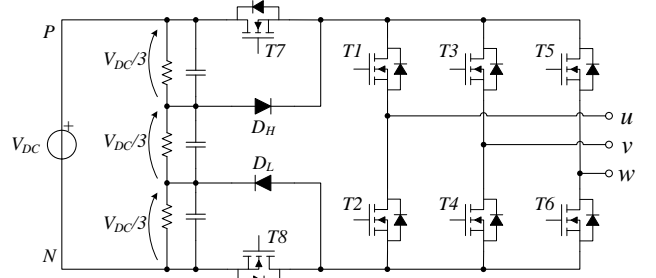 P
T7
T1
T3
T5
V_DC/3
D_H
u
V_DC
+
V_DC/3
v
D_L
w
V_DC/3
T2
T4
T6
T8
N